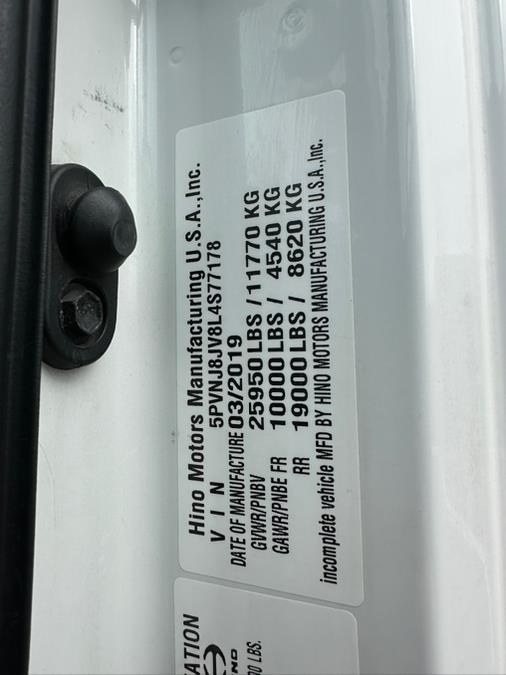 Hino Motors Manufacturing U.S.A.,Inc.
V I N 5PVNJ8JV8L4S77178
DATE OF MANUFACTURE 03/2019
GVWR/PNBV 25950 LBS / 11770 KG
GAWR/PNBE FR 10000 LBS / 4540 KG
RR 19000 LBS / 8620 KG
incomplete vehicle MFD BY HINO MOTORS MANUFACTURING U.S.A.,Inc.
LBS.